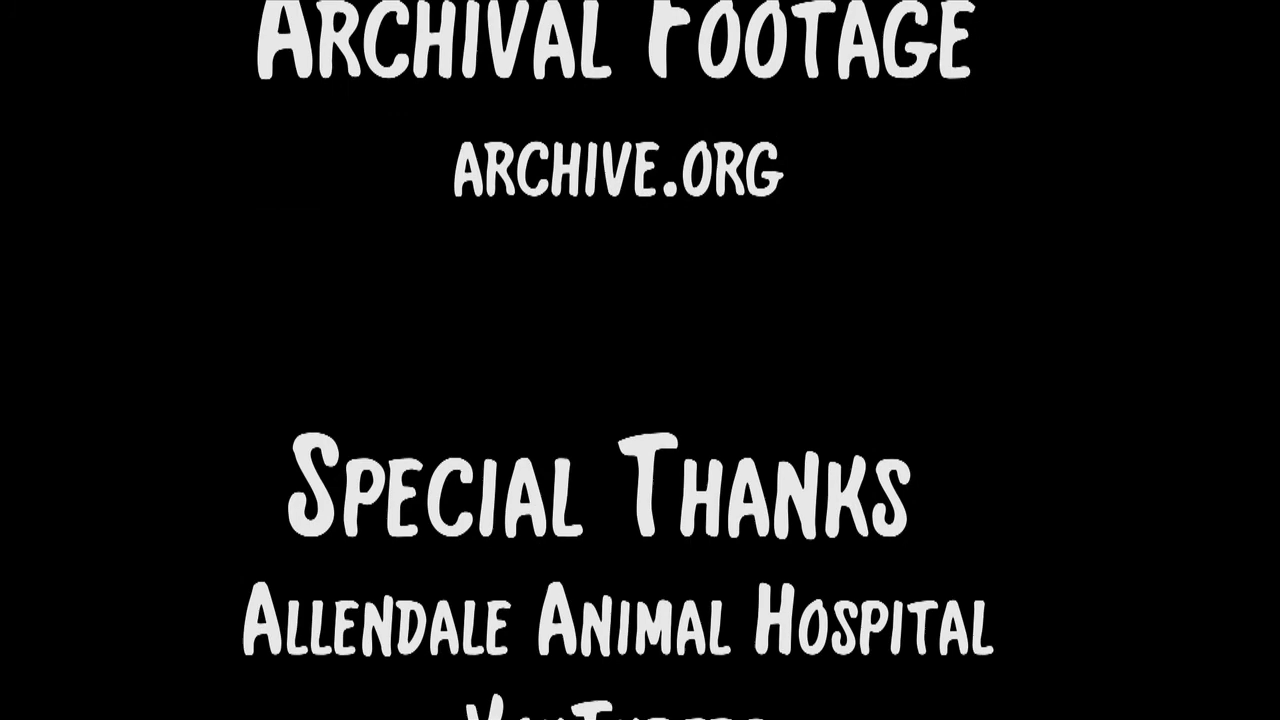 ARCHIVAL FOOTAGE
ARCHIVE.ORG
SPECIAL THANKS
ALLENDALE ANIMAL HOSPITAL